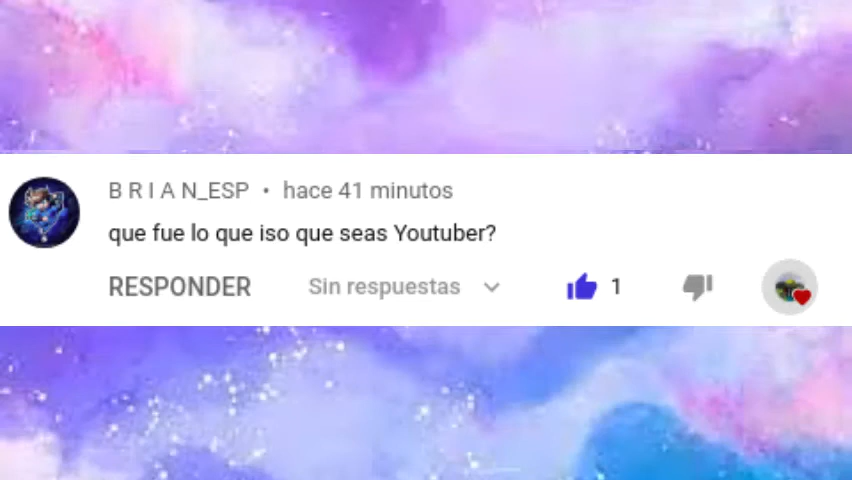 B R I A N_ESP • hace 41 minutos
que fue lo que iso que seas Youtuber?
RESPONDER Sin respuestas 1